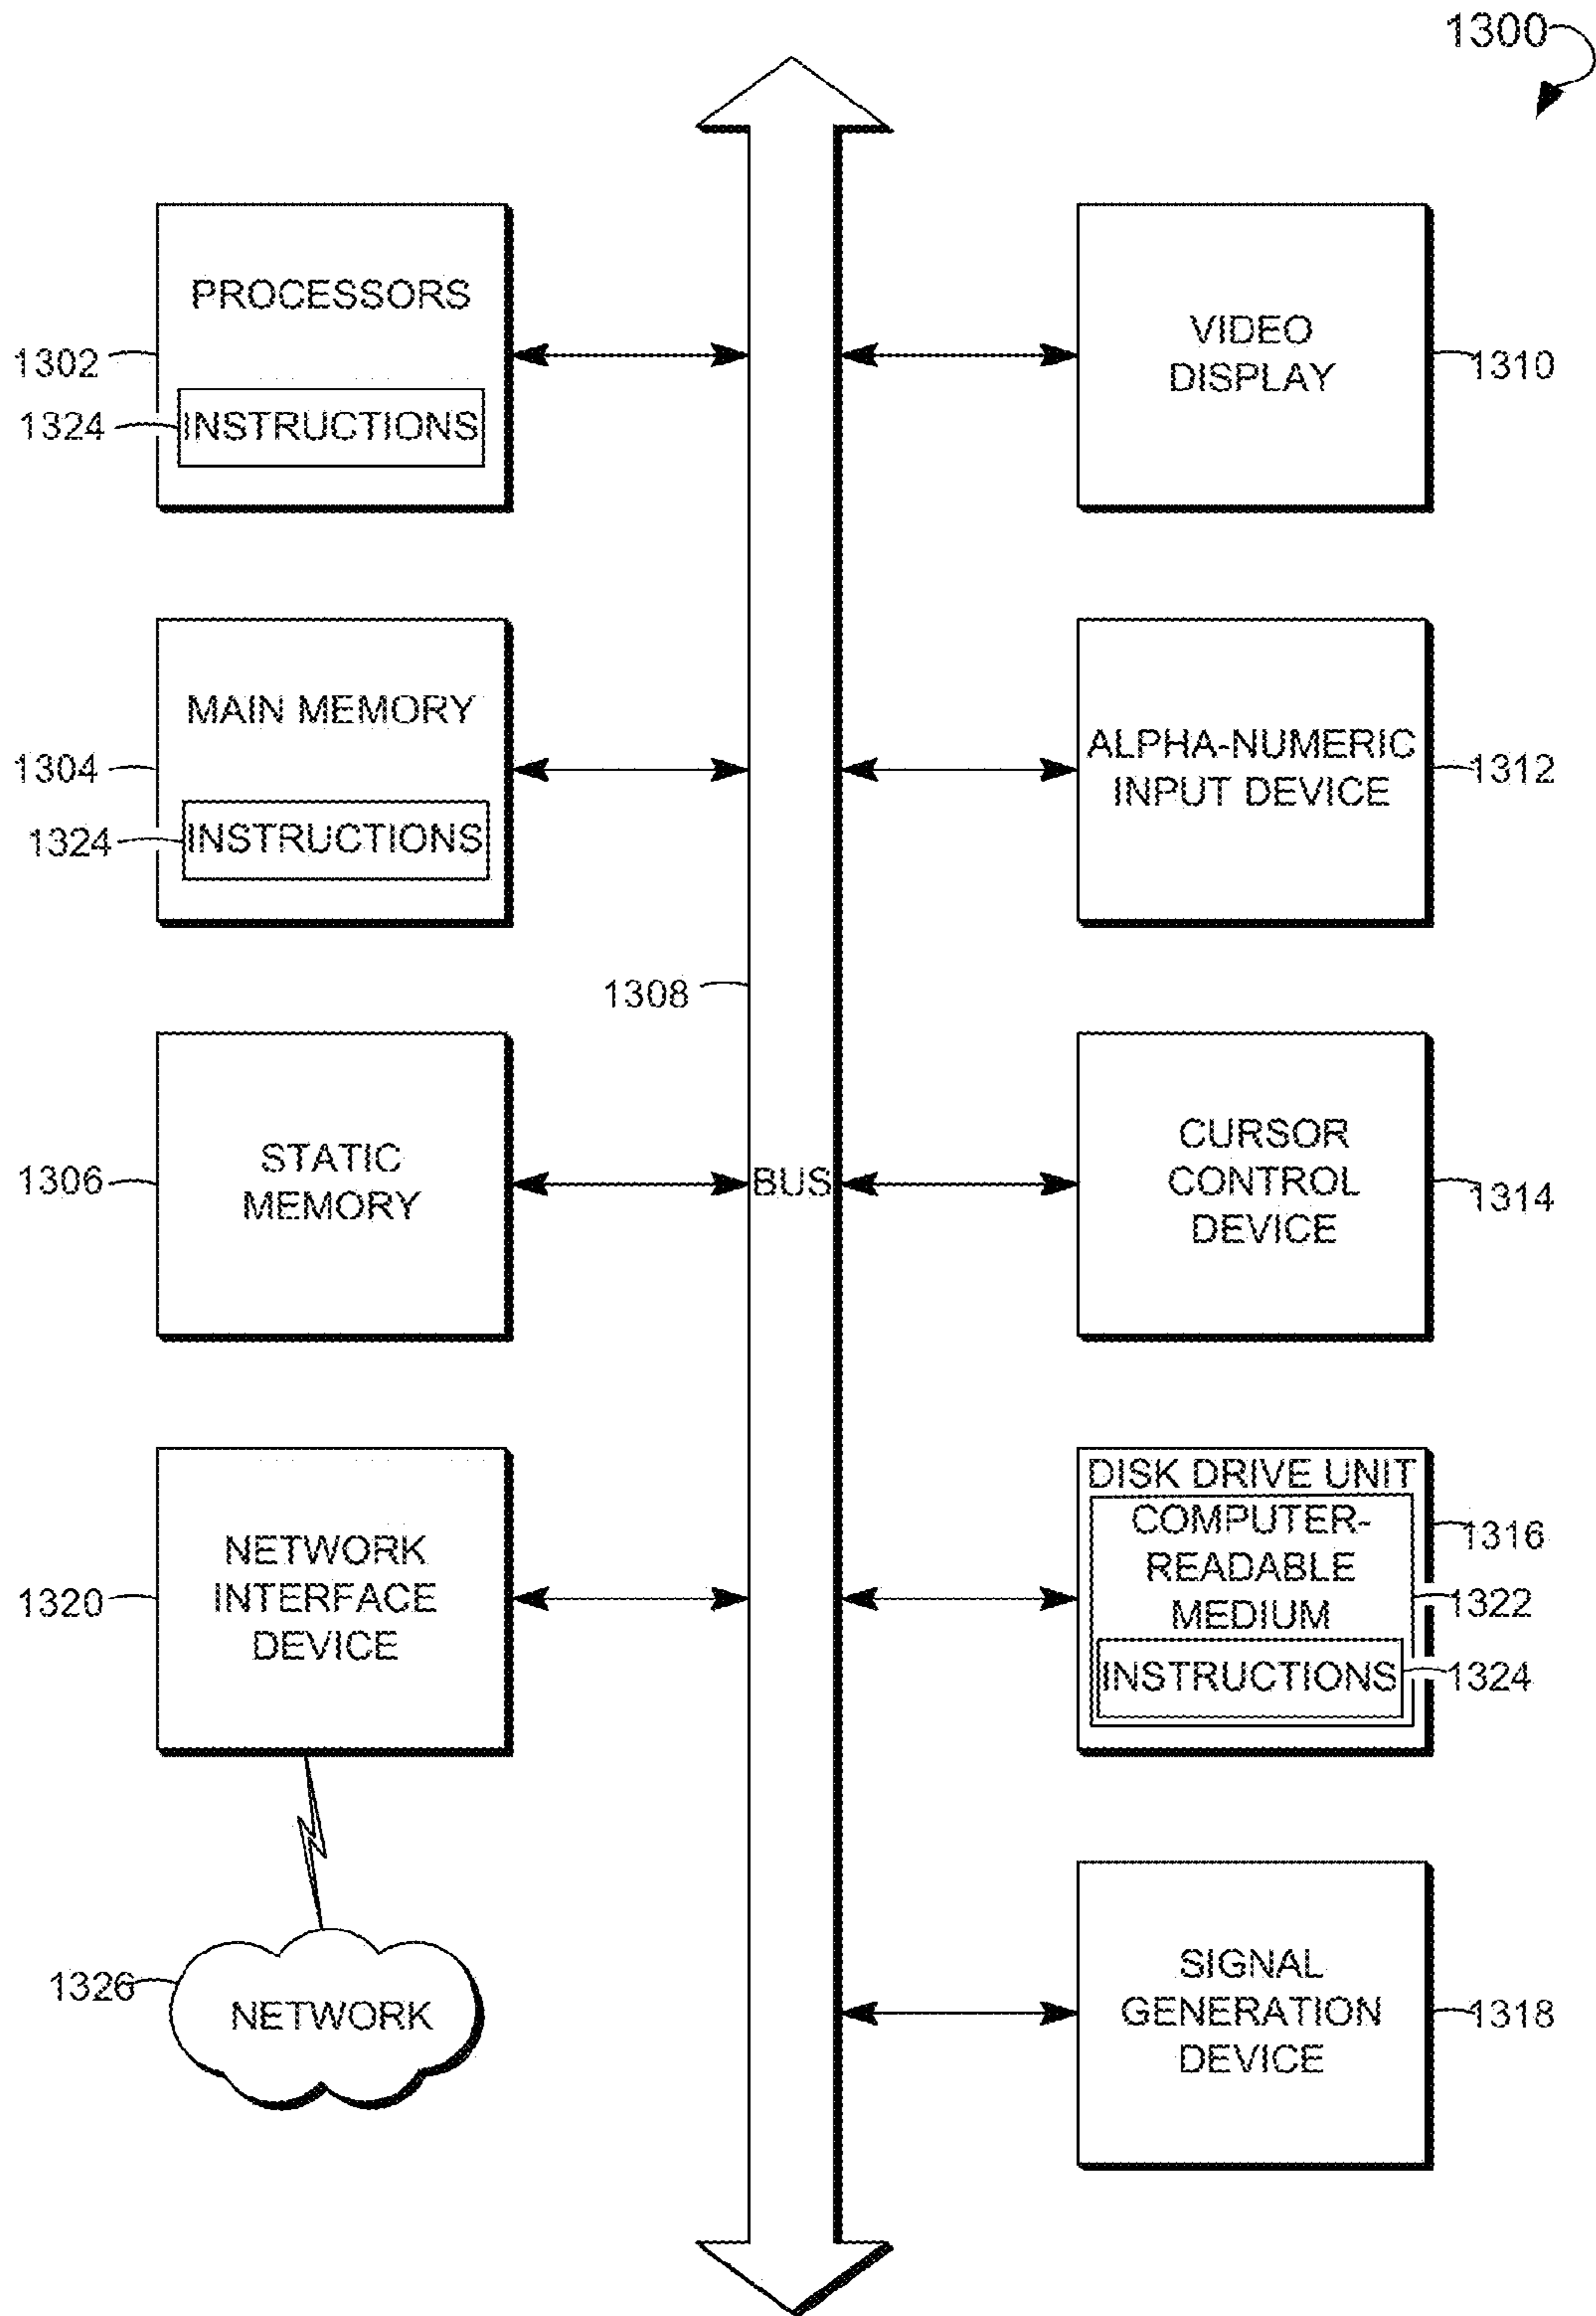 1300
PROCESSORS
1302
1324
INSTRUCTIONS
MAIN MEMORY
1304
1324
INSTRUCTIONS
1308
STATIC
MEMORY
1306
BUS
NETWORK
INTERFACE
DEVICE
1320
1326
NETWORK
VIDEO
DISPLAY
1310
ALPHA-NUMERIC
INPUT DEVICE
1312
CURSOR
CONTROL
DEVICE
1314
DISK DRIVE UNIT
COMPUTER-
READABLE
MEDIUM
1316
1322
INSTRUCTIONS
1324
SIGNAL
GENERATION
DEVICE
1318